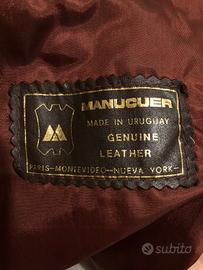 MANUCUER
MADE IN URUGUAY
GENUINE
LEATHER
PARIS-MONTEVIDEO-NUEVA YORK-
subito